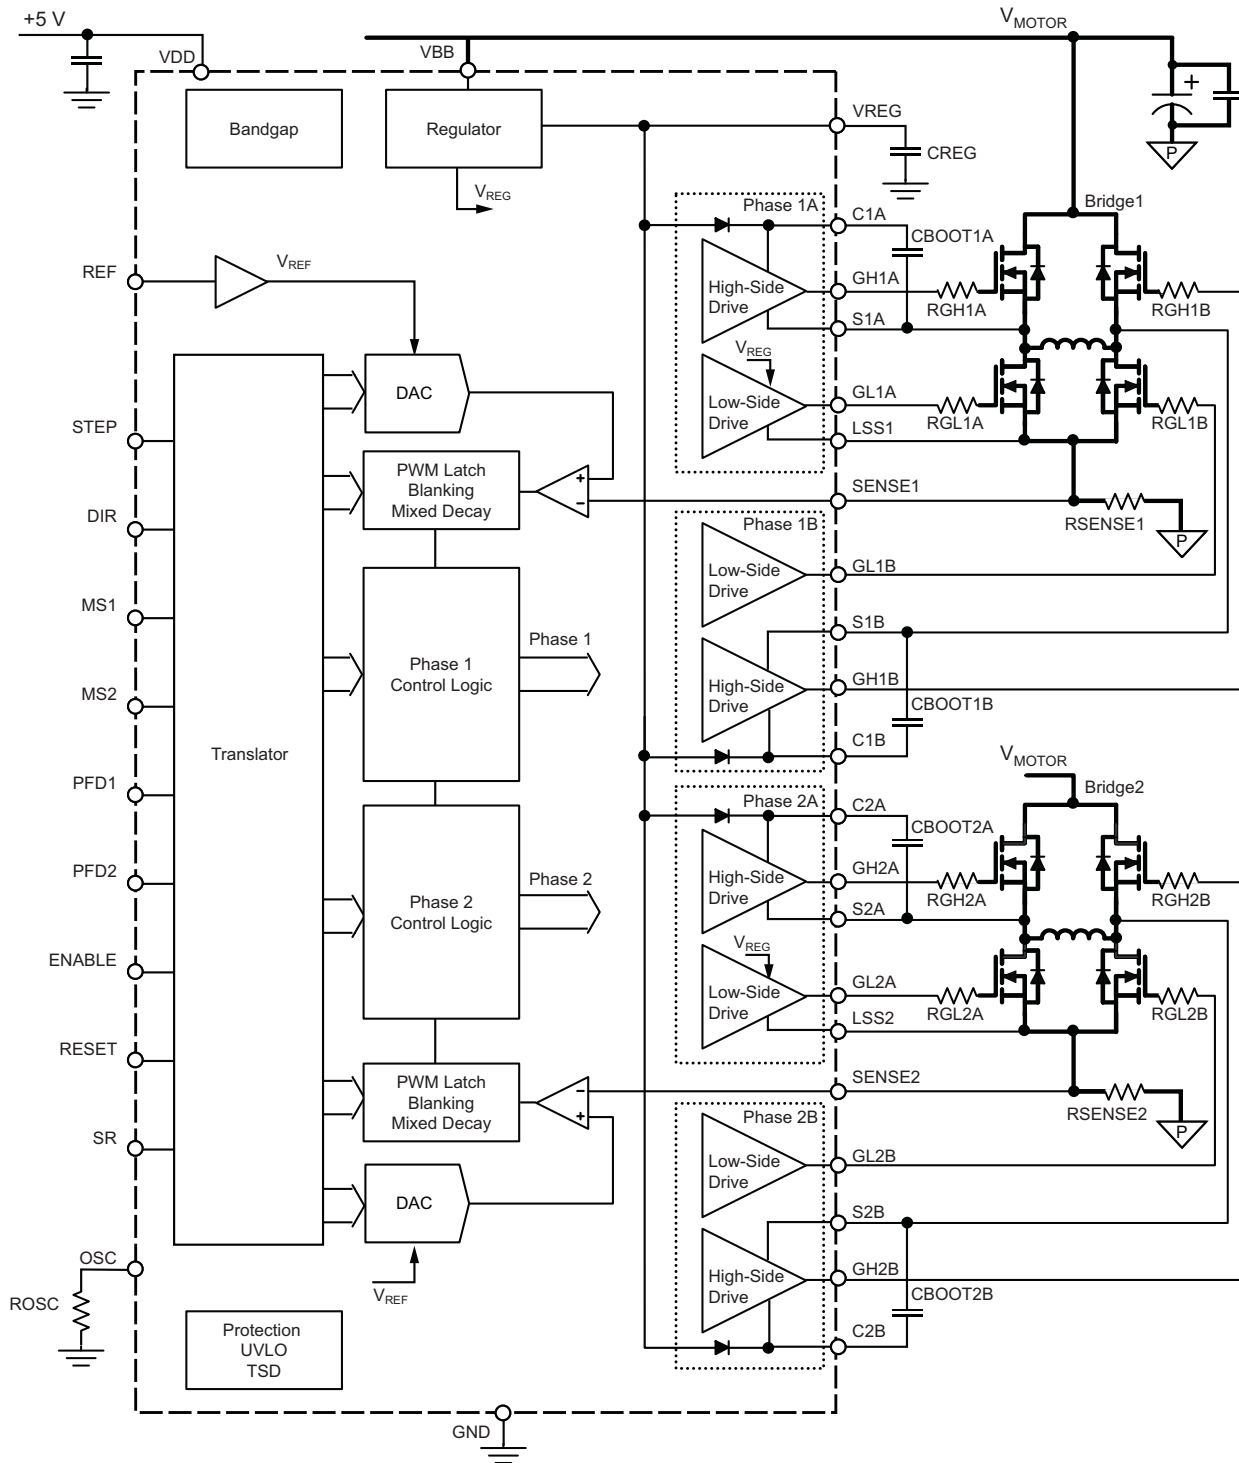 +5 V
VDD
VBB
VMOTOR
+
P
Bandgap
Regulator
VREG
VREG
CREG
REF
VREF
Phase 1A
C1A
CBOOT1A
High-Side
Drive
GH1A
RGH1A
S1A
Bridge1
RGH1B
VREG
Low-Side
Drive
GL1A
RGL1A
LSS1
RGL1B
DAC
STEP
PWM Latch
Blanking
Mixed Decay
+
–
SENSE1
RSENSE1
P
DIR
Phase 1B
Low-Side
Drive
GL1B
MS1
Phase 1
Control Logic
Phase 1
S1B
High-Side
Drive
GH1B
CBOOT1B
C1B
MS2
Translator
VMOTOR
Bridge2
PFD1
Phase 2A
C2A
CBOOT2A
High-Side
Drive
GH2A
RGH2A
S2A
RGH2B
PFD2
Phase 2
Control Logic
Phase 2
VREG
Low-Side
Drive
GL2A
RGL2A
LSS2
RGL2B
ENABLE
RESET
PWM Latch
Blanking
Mixed Decay
–
+
SENSE2
RSENSE2
P
SR
Phase 2B
Low-Side
Drive
GL2B
DAC
VREF
S2B
High-Side
Drive
GH2B
CBOOT2B
C2B
OSC
ROSC
Protection
UVLO
TSD
GND